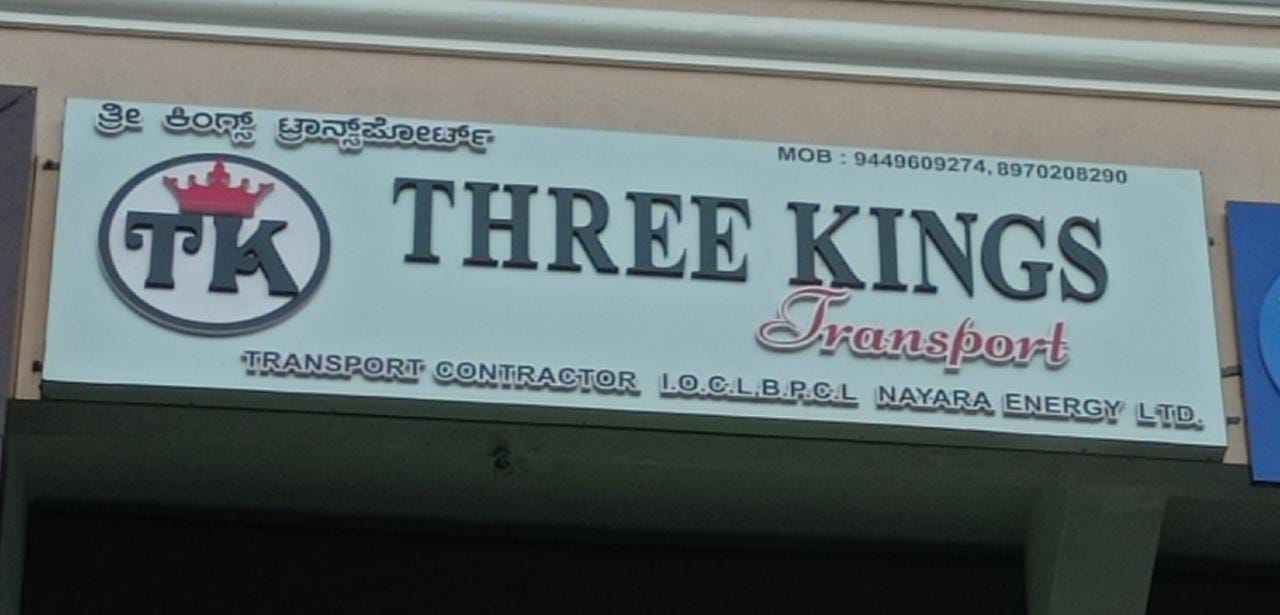 ತ್ರೀ ಕಿಂಗ್ಸ್ ಟ್ರಾನ್ಸ್‌ಪೋರ್ಟ್
MOB : 9449609274, 8970208290
TK
THREE KINGS
Transport
TRANSPORT CONTRACTOR I.O.C.L,B.P.C.L NAYARA ENERGY LTD.